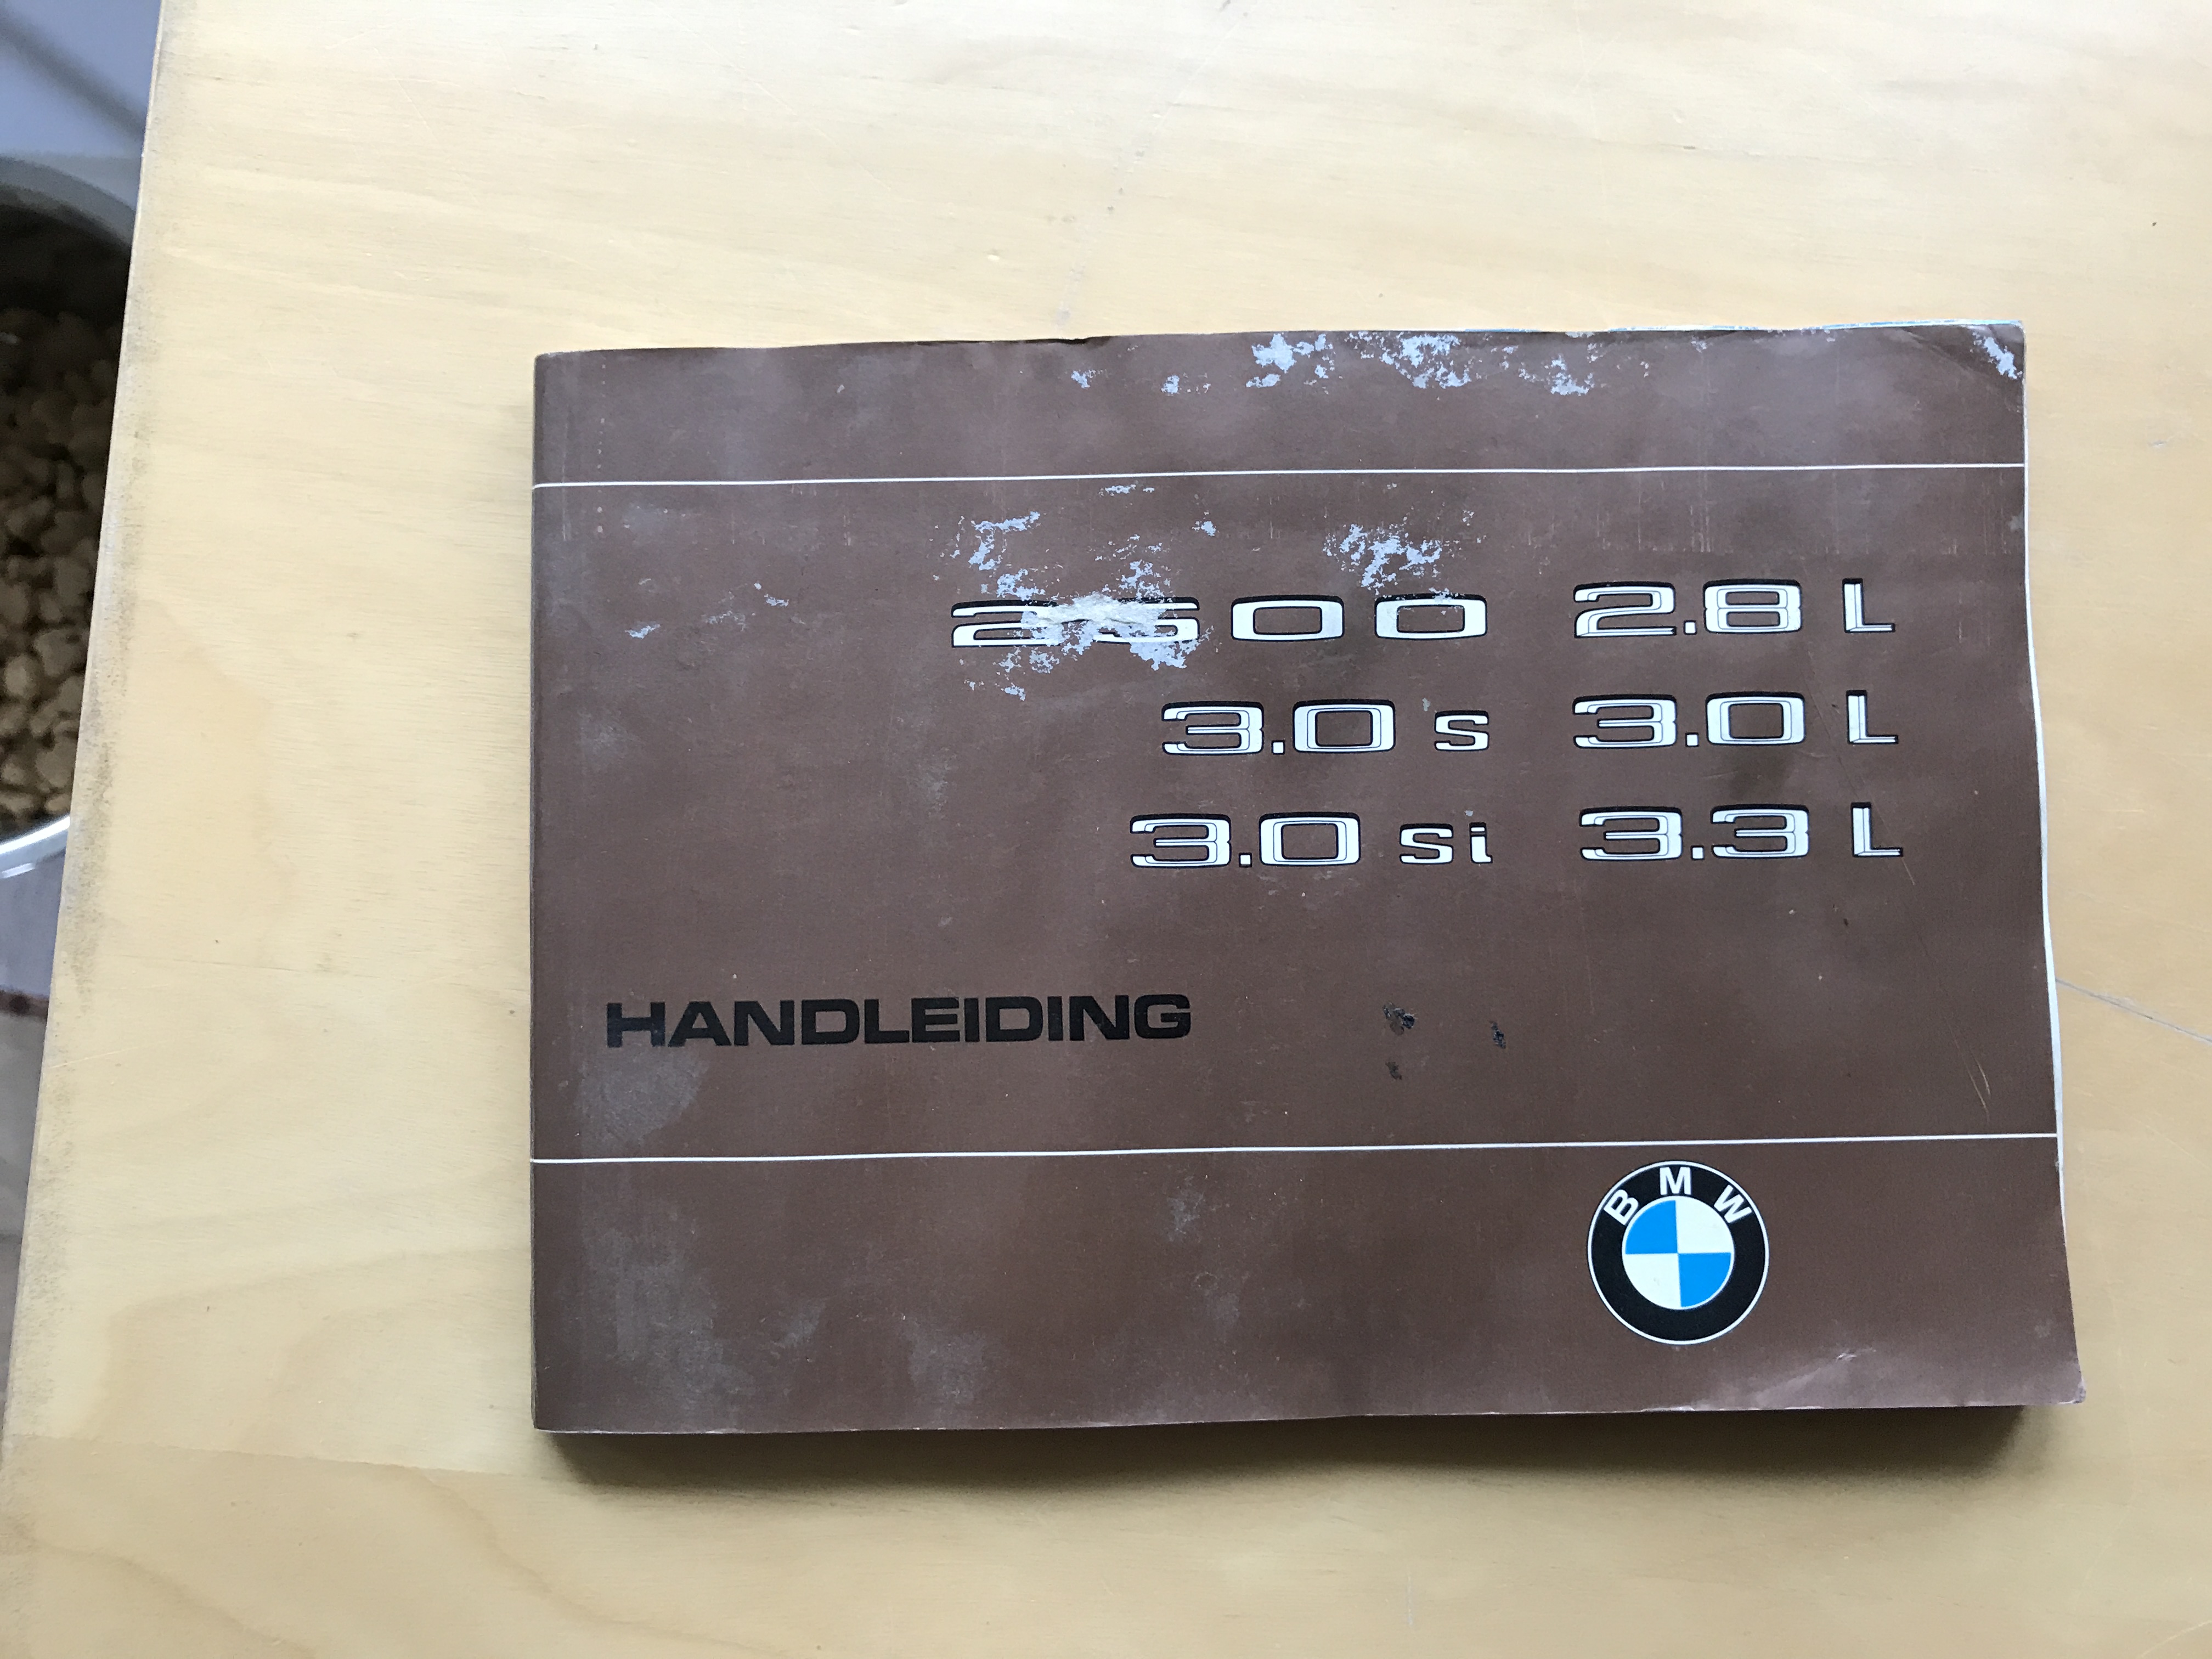 2500 2.8 L
3.0 S 3.0 L
3.0 Si 3.3 L
HANDLEIDING
BMW